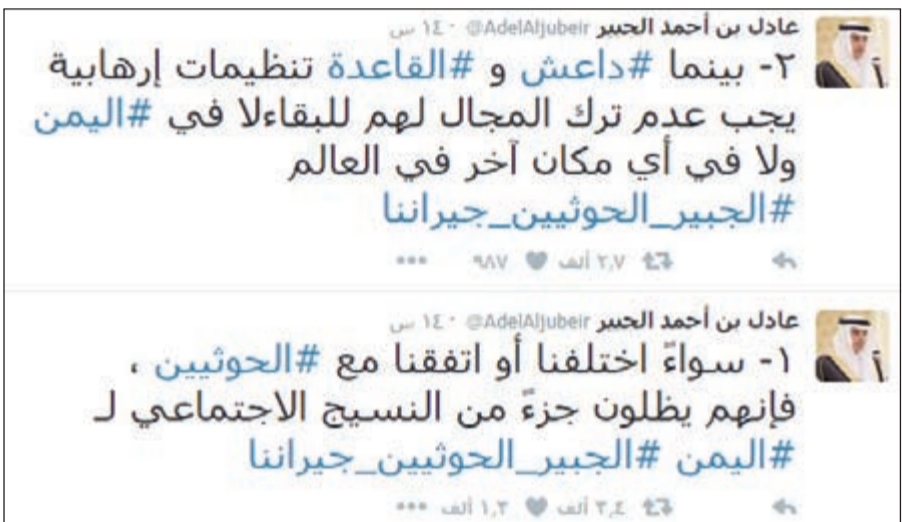 عادل بن أحمد الجبير @AdelAljubeir · ١٤ س
٢- بينما #داعش و #القاعدة تنظيمات إرهابية
يجب عدم ترك المجال لهم للبقاءلا في #اليمن
ولا في أي مكان آخر في العالم
#الجبير_الحوثيين_جيراننا
٢,٧ ألف ٩٨٧
عادل بن أحمد الجبير @AdelAljubeir · ١٤ س
١- سواءً اختلفنا أو اتفقنا مع #الحوثيين ،
فإنهم يظلون جزءً من النسيج الاجتماعي لـ
#اليمن #الجبير_الحوثيين_جيراننا
٣,٤ ألف ١,٣ ألف